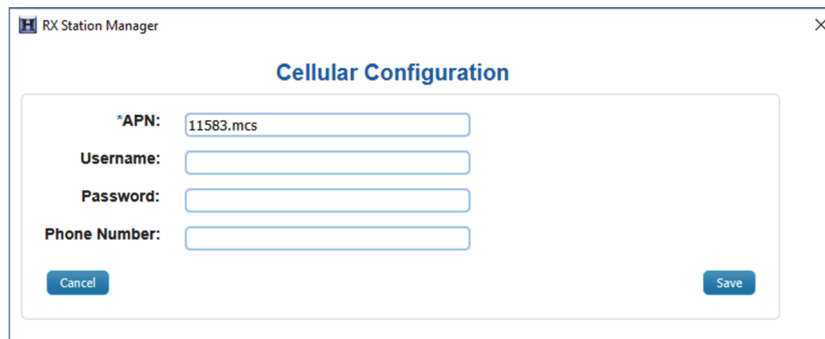 H RX Station Manager
Cellular Configuration
*APN: 11583.mcs
Username:
Password:
Phone Number:
Cancel Save